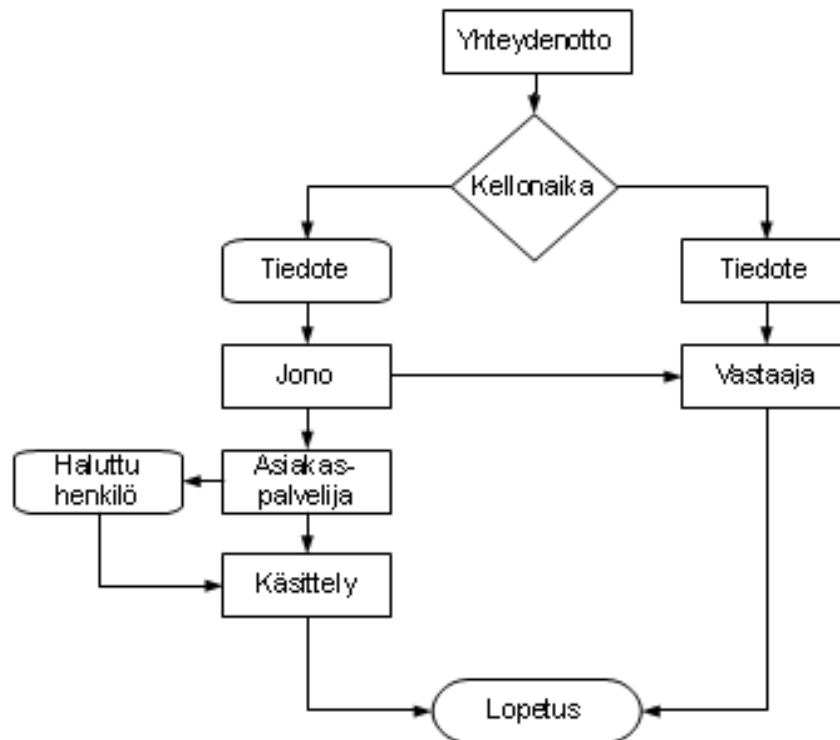 Yhteydenotto
Kellonaika
Tiedote
Tiedote
Jono
Vastaaja
Haluttu
henkilö
Asiakas-
palvelija
Käsittely
Lopetus